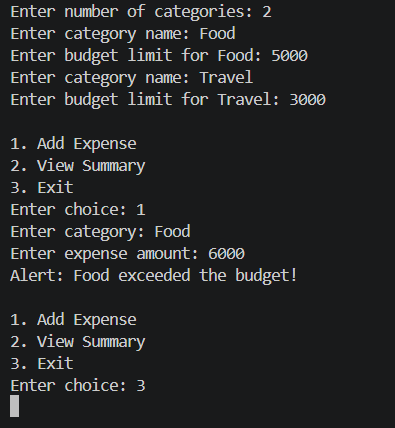 Enter number of categories: 2
Enter category name: Food
Enter budget limit for Food: 5000
Enter category name: Travel
Enter budget limit for Travel: 3000
1. Add Expense
2. View Summary
3. Exit
Enter choice: 1
Enter category: Food
Enter expense amount: 6000
Alert: Food exceeded the budget!
1. Add Expense
2. View Summary
3. Exit
Enter choice: 3